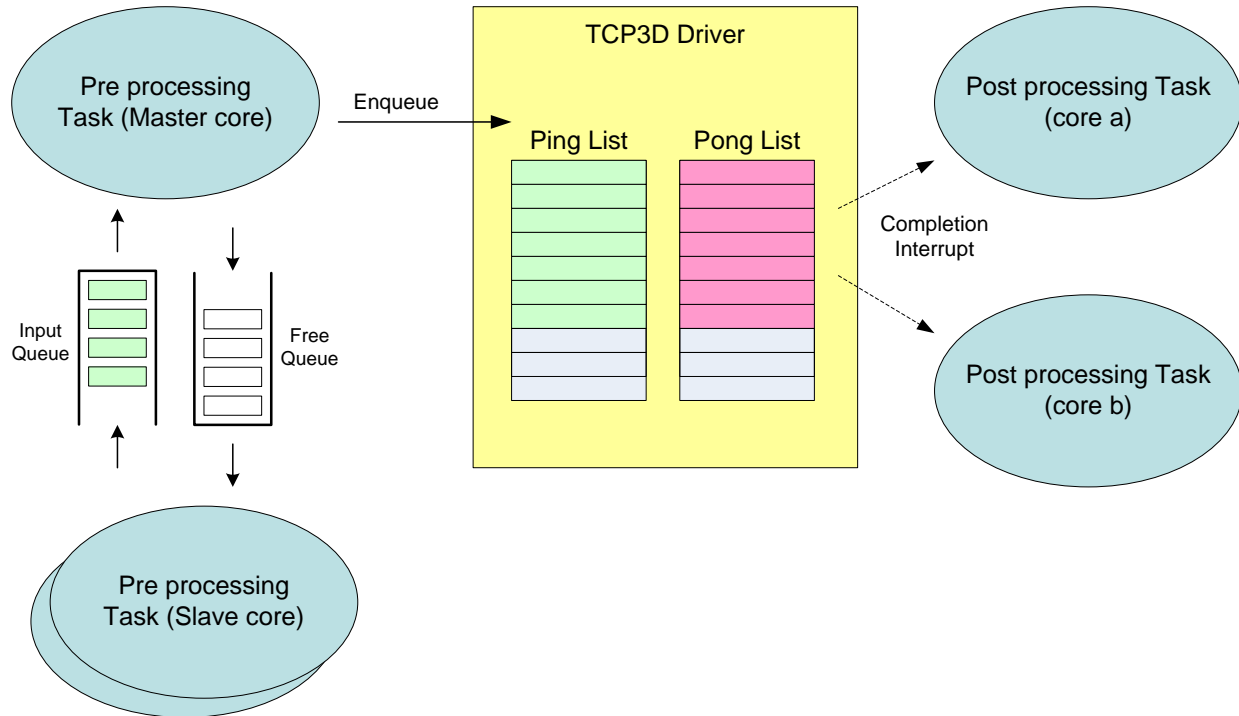 Pre processing
Task (Master core)
Enqueue
TCP3D Driver
Ping List
Pong List
Post processing Task
(core a)
Completion
Interrupt
Input
Queue
Free
Queue
Post processing Task
(core b)
Pre processing
Task (Slave core)